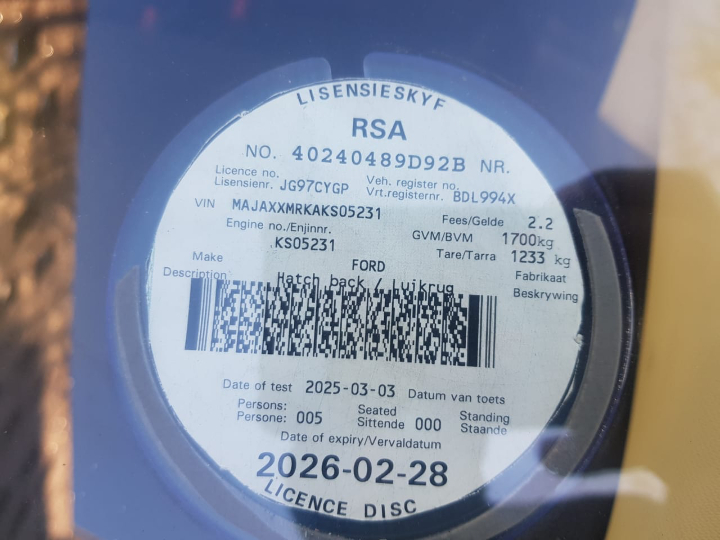 LISENSIESKYF
RSA
NO. 40240489D92B NR.
Licence no. Veh. register no.
Lisensienr. JG97CYGP Vrt.registernr. BDL994X
VIN MAJAXXMRKAKS05231 Fees/Gelde 2.2
Engine no./Enjinnr. GVM/BVM 1700kg
KS05231 Tare/Tarra 1233 kg
Make FORD Fabrikaat
Description Hatch back / Luikrug Beskrywing
Date of test 2025-03-03 Datum van toets
Persons: Seated Standing
Persone: 005 Sittende 000 Staande
Date of expiry/Vervaldatum
2026-02-28
LICENCE DISC